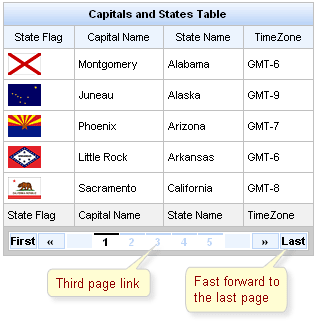 Capitals and States Table
State Flag Capital Name State Name TimeZone
Montgomery Alabama GMT-6
Juneau Alaska GMT-9
Phoenix Arizona GMT-7
Little Rock Arkansas GMT-6
Sacramento California GMT-8
State Flag Capital Name State Name TimeZone
First « 1 2 3 4 5 » Last
Third page link
Fast forward to
the last page